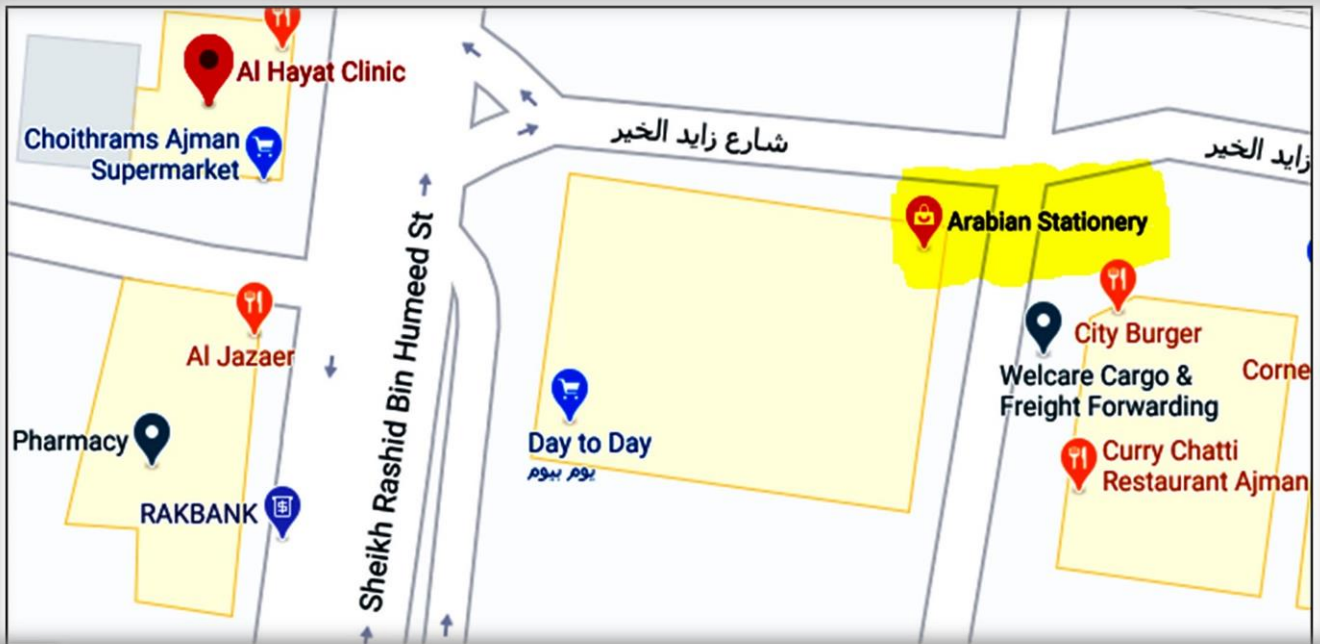 Al Hayat Clinic
Choithrams Ajman
Supermarket
شارع زايد الخير
زايد الخير
Arabian Stationery
Al Jazaer
Sheikh Rashid Bin Humeed St
City Burger
Welcare Cargo &
Freight Forwarding
Corne
Day to Day
يوم بيوم
Pharmacy
Curry Chatti
Restaurant Ajman
RAKBANK